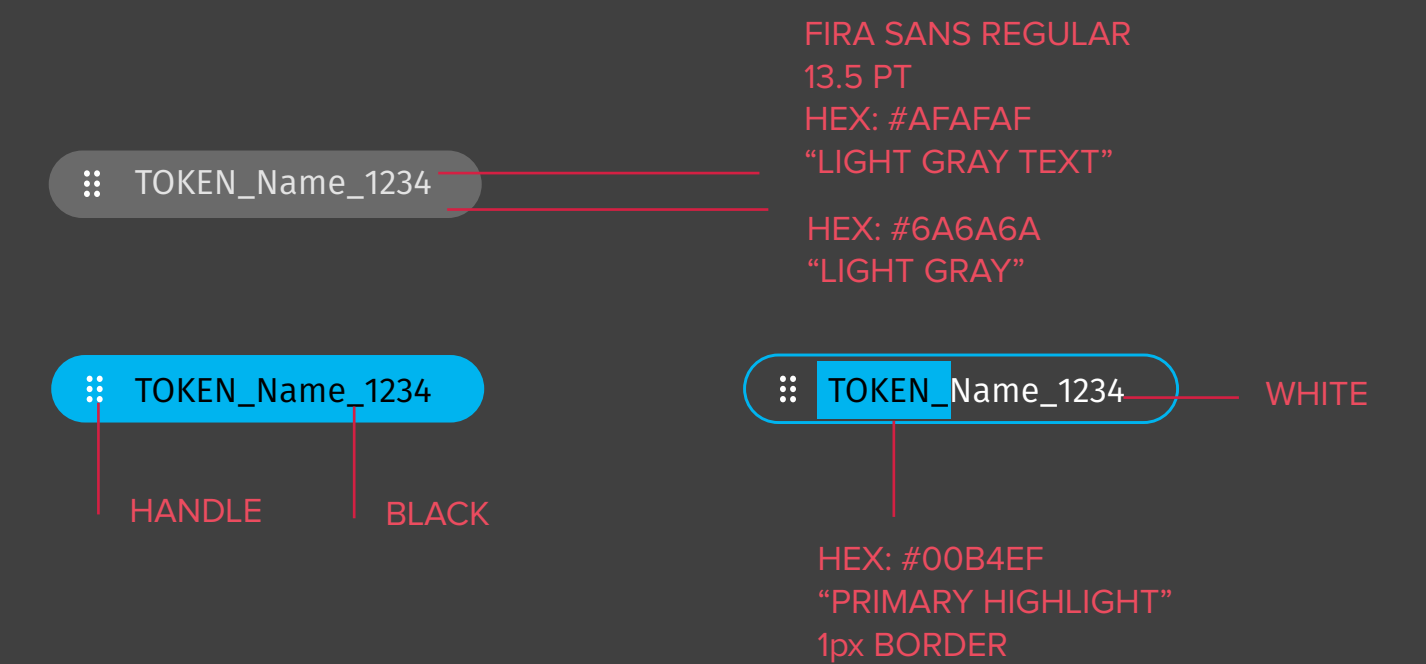 FIRA SANS REGULAR
13.5 PT
HEX: #AFAFAF
“LIGHT GRAY TEXT”
TOKEN_Name_1234
HEX: #6A6A6A
“LIGHT GRAY”
TOKEN_Name_1234
TOKEN_Name_1234
WHITE
HANDLE
BLACK
HEX: #00B4EF
“PRIMARY HIGHLIGHT”
1px BORDER